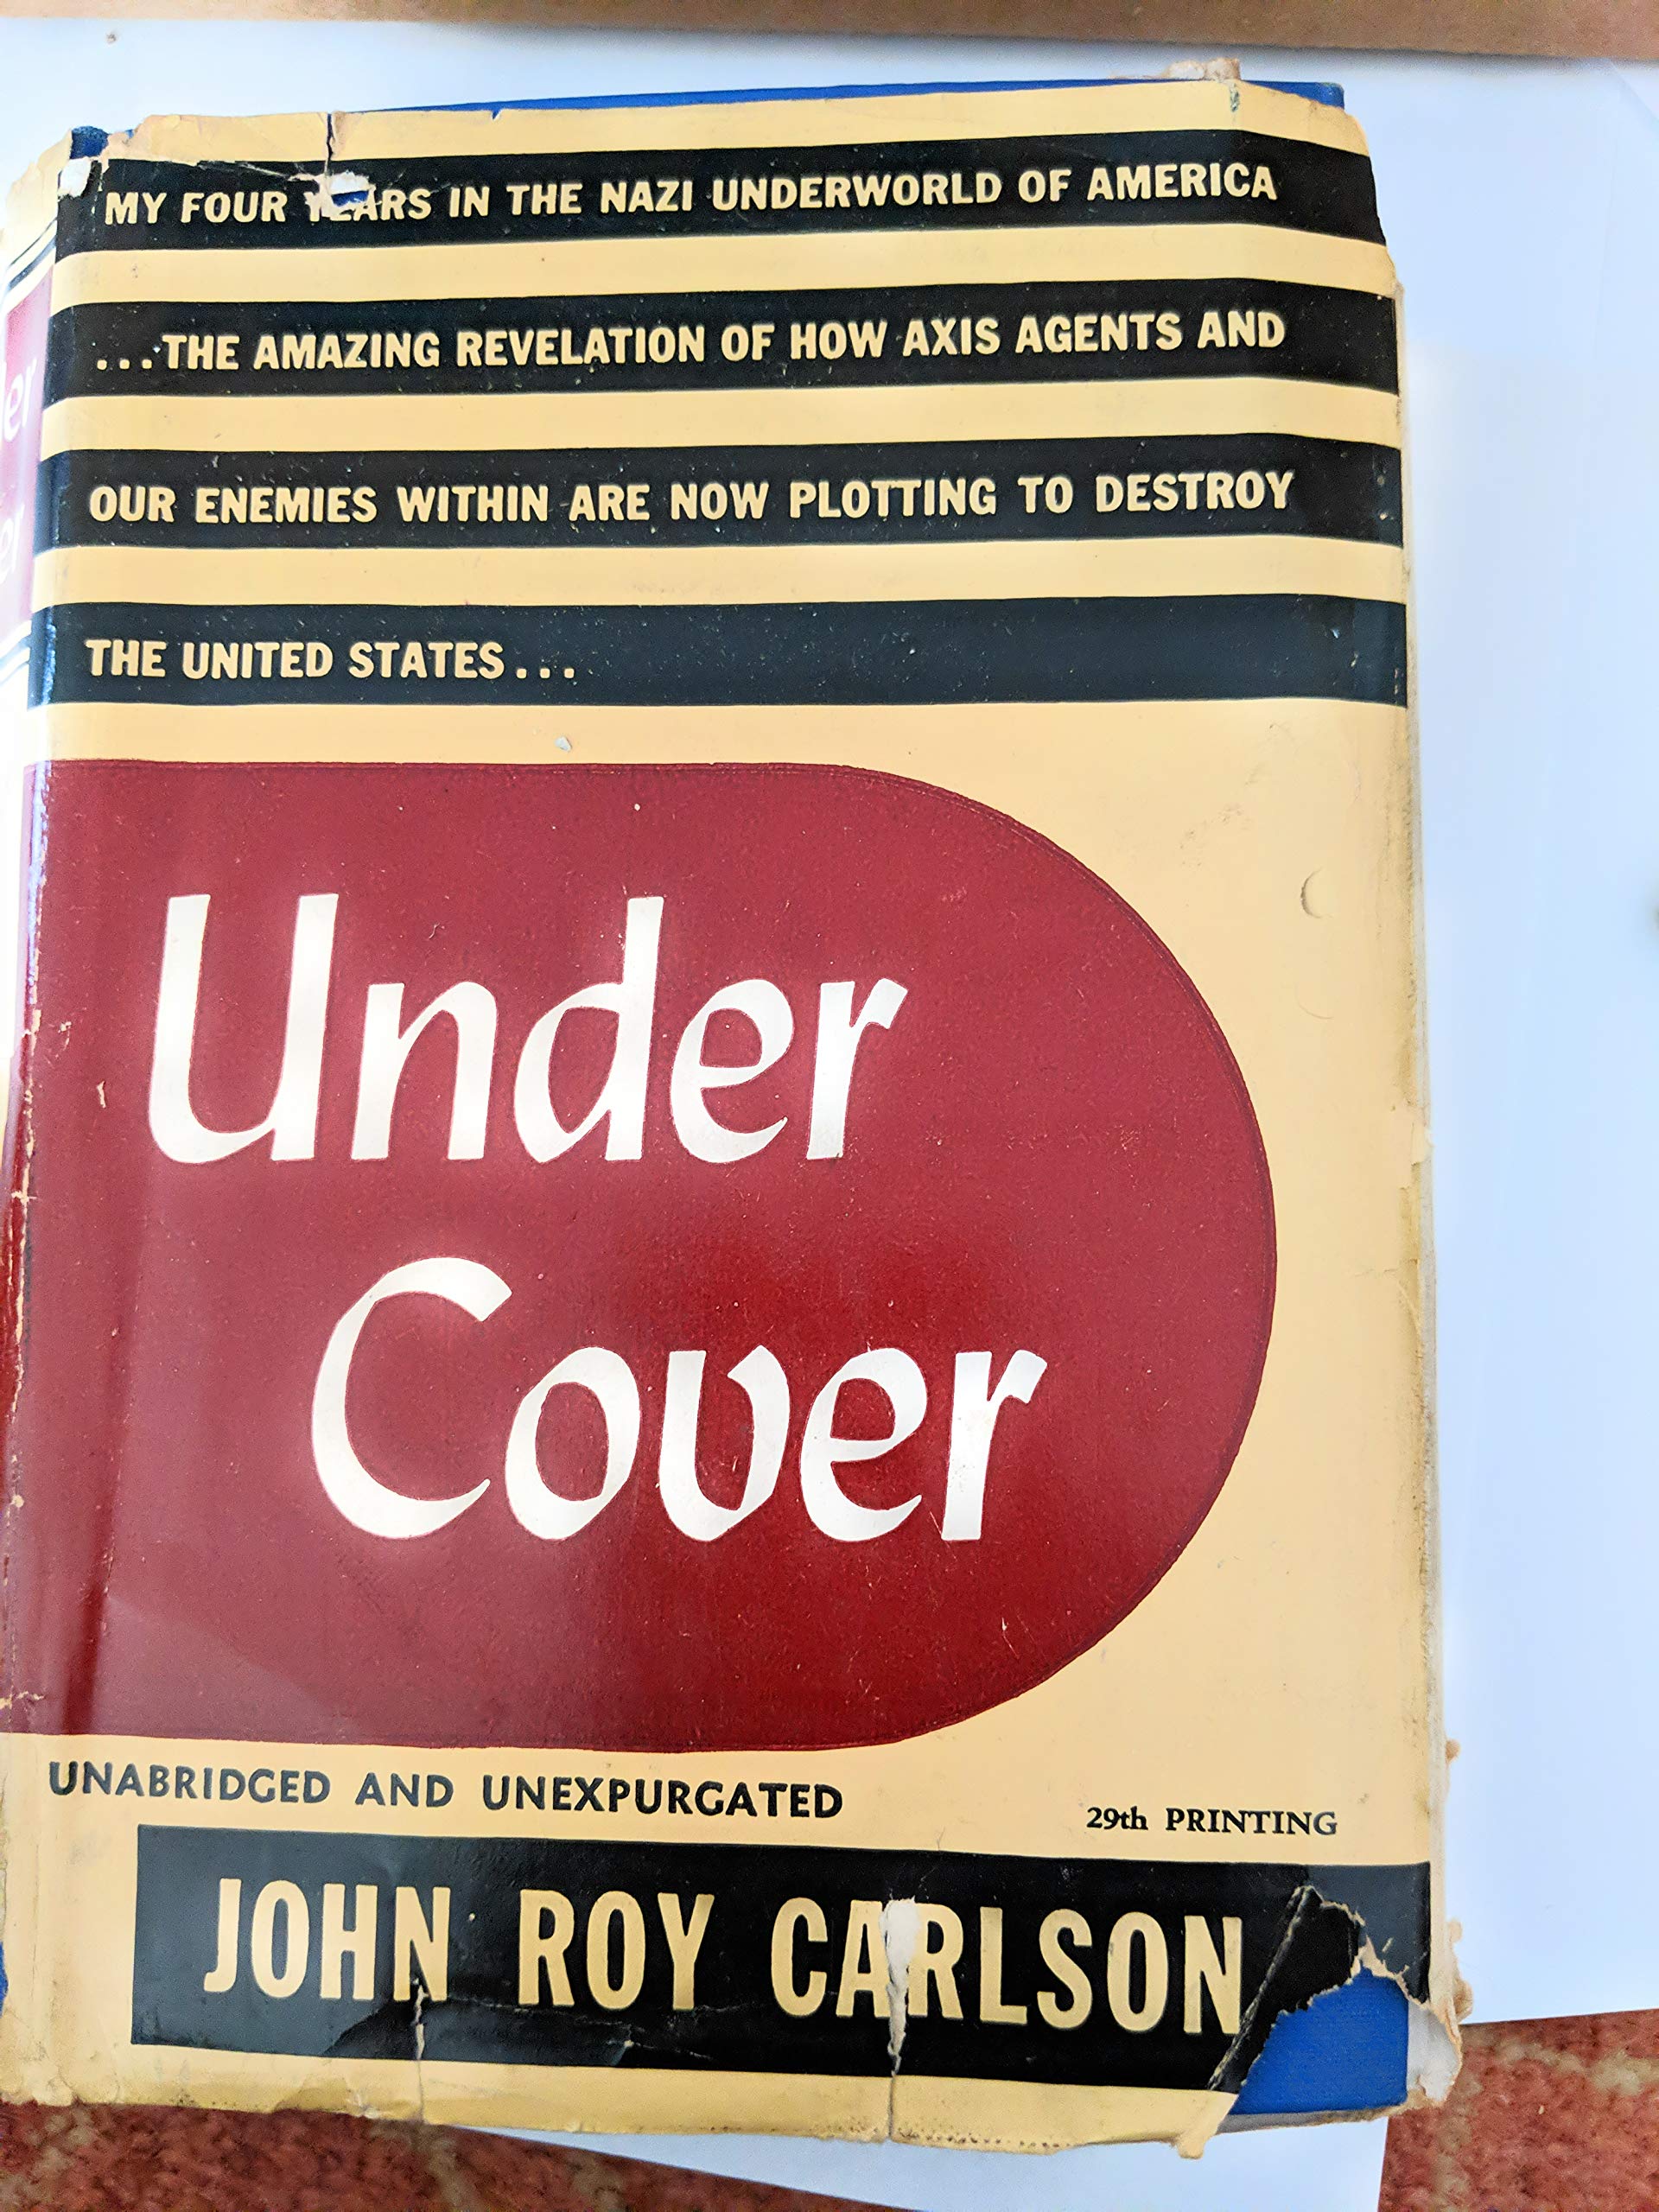 MY FOUR YEARS IN THE NAZI UNDERWORLD OF AMERICA
...THE AMAZING REVELATION OF HOW AXIS AGENTS AND
OUR ENEMIES WITHIN ARE NOW PLOTTING TO DESTROY
THE UNITED STATES...
Under
Cover
UNABRIDGED AND UNEXPURGATED
29th PRINTING
JOHN ROY CARLSON